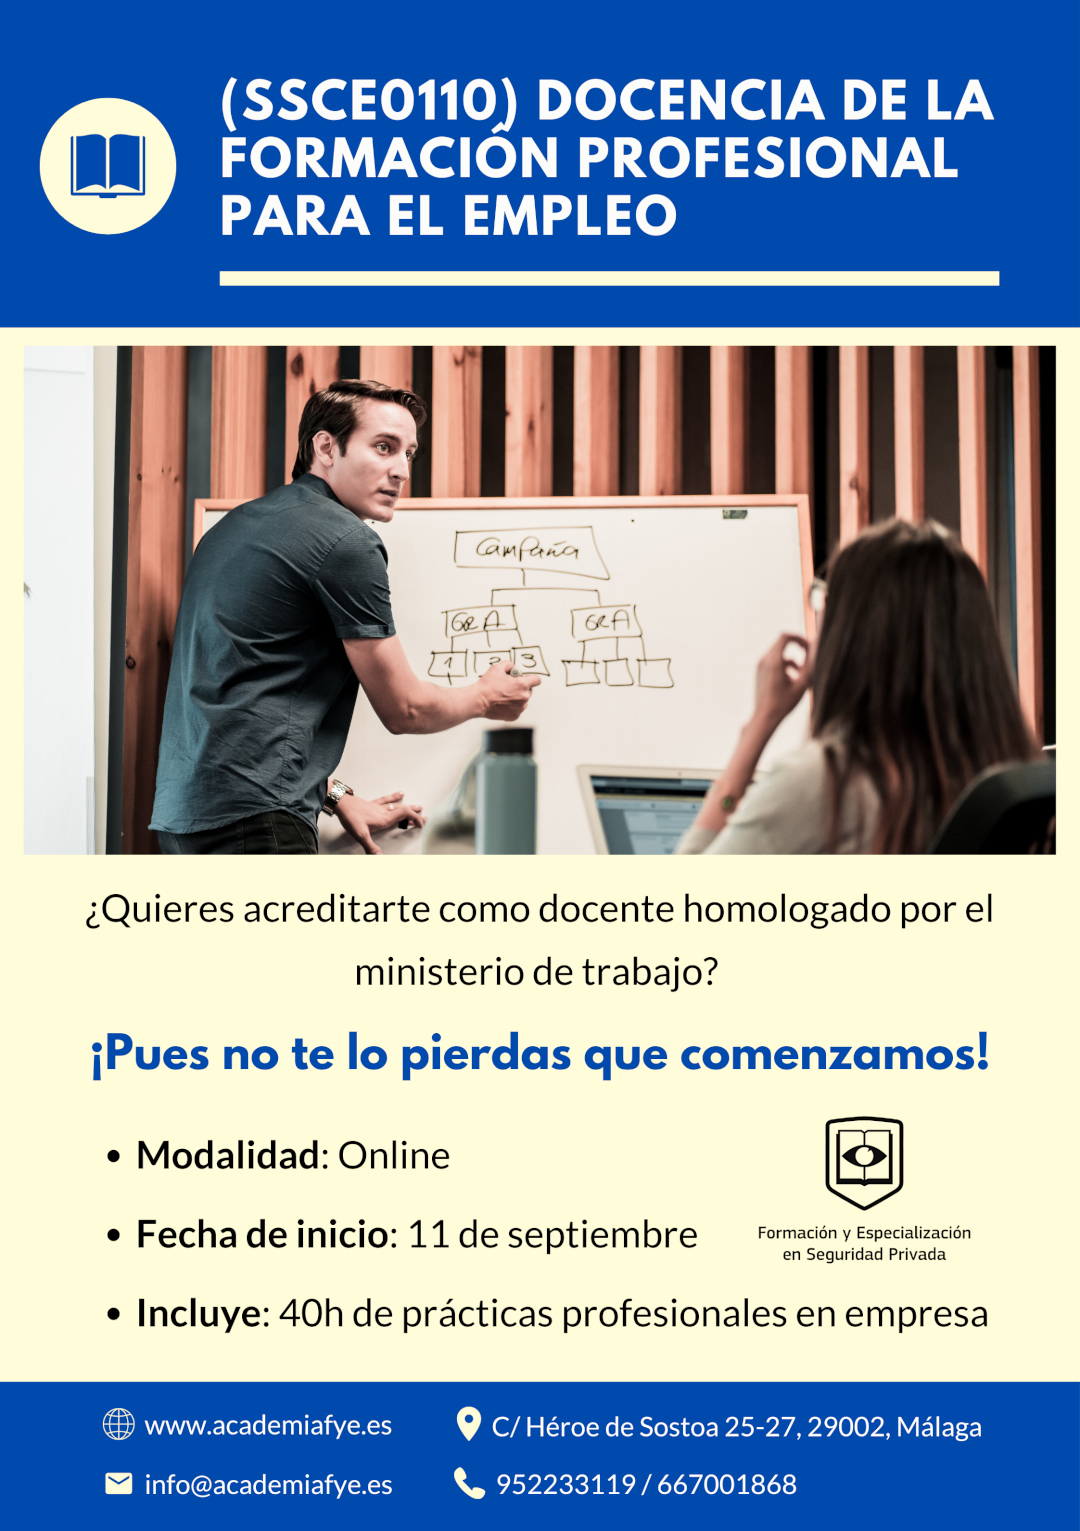 (SSCE0110) DOCENCIA DE LA
FORMACIÓN PROFESIONAL
PARA EL EMPLEO
Campaña
GRA
GRA
1
2
3
¿Quieres acreditarte como docente homologado por el
ministerio de trabajo?
¡Pues no te lo pierdas que comenzamos!
• Modalidad: Online
• Fecha de inicio: 11 de septiembre
• Incluye: 40h de prácticas profesionales en empresa
Formación y Especialización
en Seguridad Privada
www.academiafye.es
C/ Héroe de Sostoa 25-27, 29002, Málaga
info@academiafye.es
952233119 / 667001868